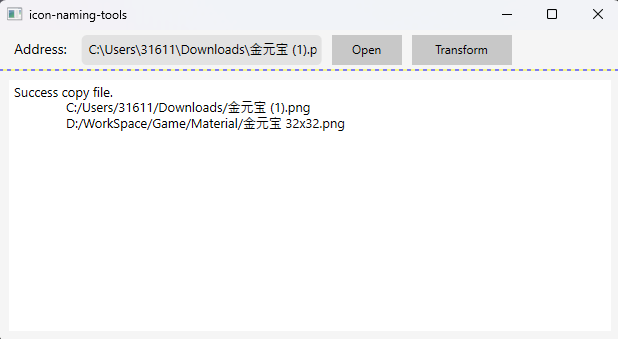 icon-naming-tools
Address: C:\Users\31611\Downloads\金元宝 (1).p Open Transform
Success copy file.
C:/Users/31611/Downloads/金元宝 (1).png
D:/WorkSpace/Game/Material/金元宝 32x32.png